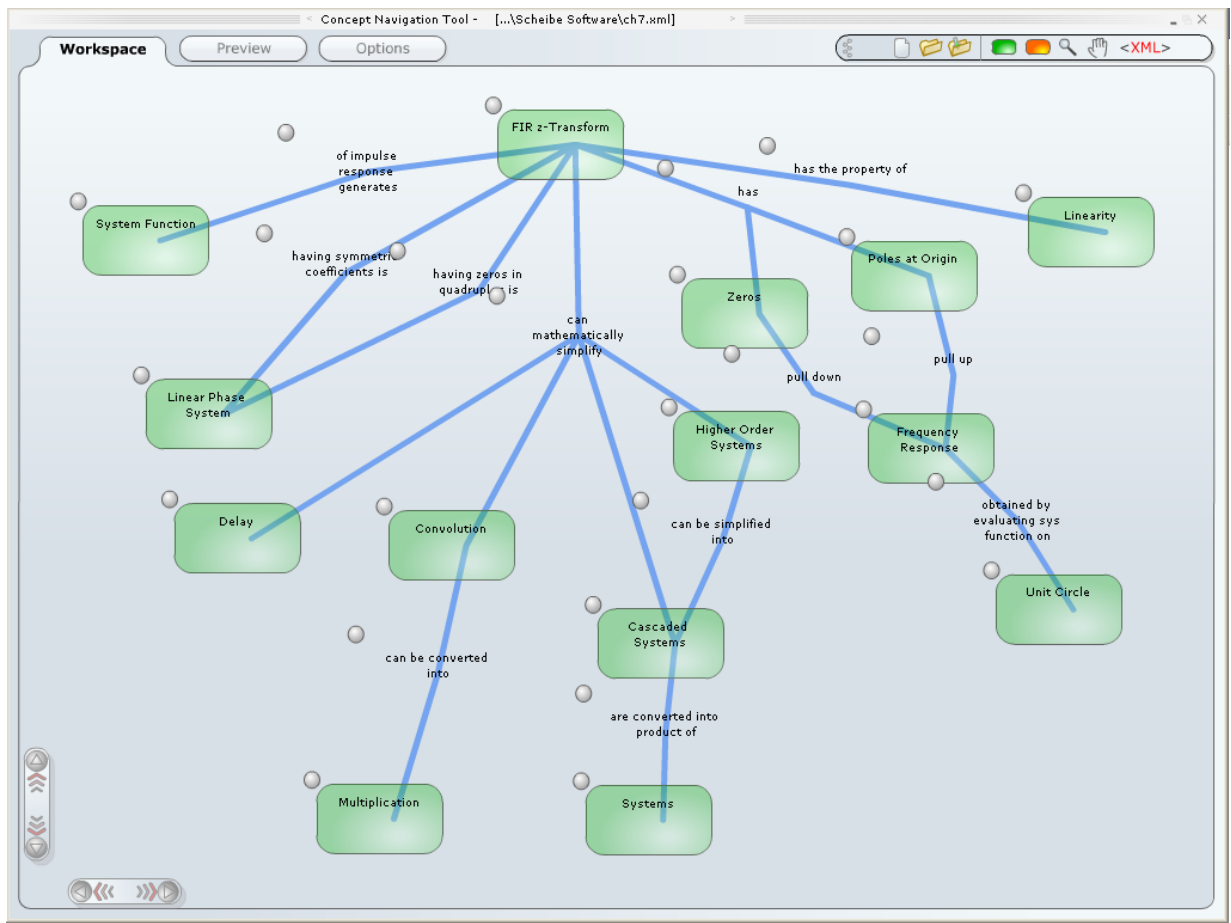 Concept Navigation Tool - [...\Scheibe Software\ch7.xml]
Workspace
Preview
Options
<XML>
FIR z-Transform
of impulse
response
generates
has the property of
has
System Function
Linearity
having symmetric
coefficients is
having zeros in
quadruples is
Poles at Origin
Zeros
can
mathematically
simplify
pull up
pull down
Linear Phase
System
Higher Order
Systems
Frequency
Response
Delay
Convolution
can be simplified
into
obtained by
evaluating sys
function on
Unit Circle
Cascaded
Systems
can be converted
into
are converted into
product of
Multiplication
Systems